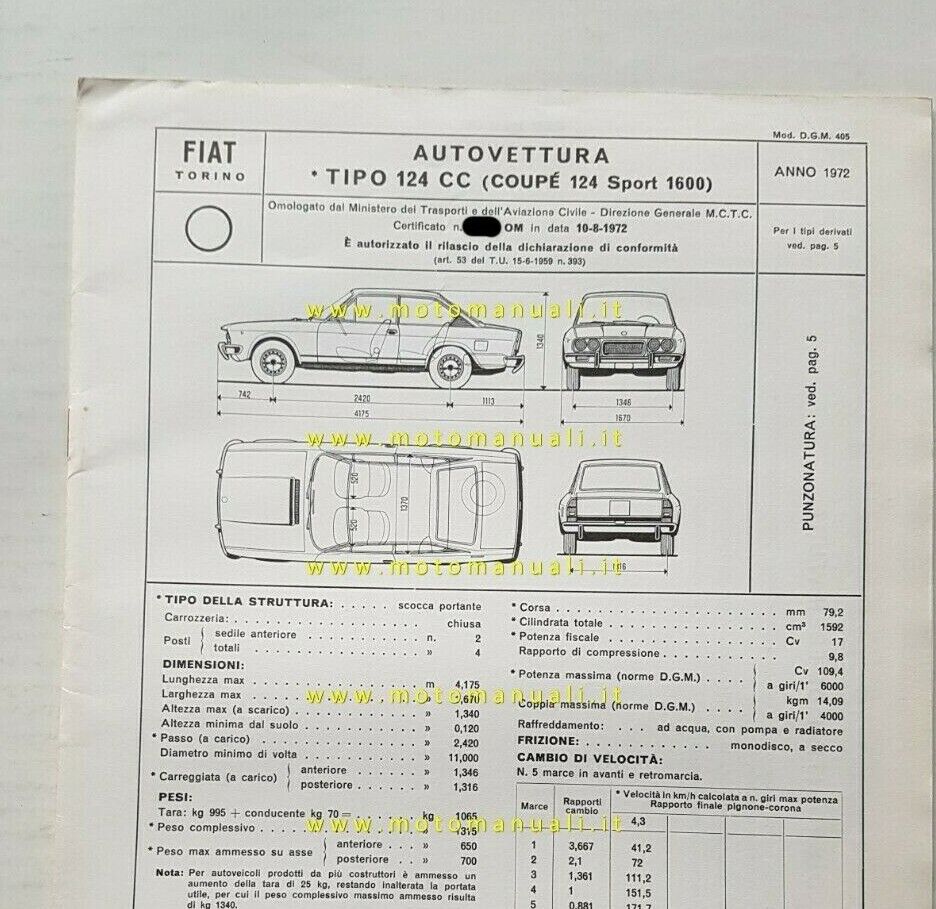 Mod. D.G.M. 405
FIAT
TORINO
AUTOVETTURA
* TIPO 124 CC (COUPÉ 124 Sport 1600)
ANNO 1972
Omologato dal Ministero dei Trasporti e dell'Aviazione Civile - Direzione Generale M.C.T.C.
Certificato n. OM in data 10-8-1972
È autorizzato il rilascio della dichiarazione di conformità
(art. 53 del T.U. 15-6-1959 n. 393)
Per i tipi derivati
ved. pag. 5
www.motomanuali.it
1340
742 2420 1113
4175
1346
1670
www.motomanuali.it
520
1370
520
www.motomanuali.it
PUNZONATURA: ved. pag. 5
* TIPO DELLA STRUTTURA: . . . . . scocca portante
Carrozzeria: . . . . . . . . . . . . . . . chiusa
Posti { sedile anteriore . . . . . . . . . . n. 2
totali . . . . . . . . . . . . . . » 4
DIMENSIONI:
Lunghezza max . . . . . . . . . . . . . . m 4,175
Larghezza max . . . . . . . . . . . . . . » 1,670
www.motomanuali.it
Altezza max (a scarico) . . . . . . . . . . » 1,340
Altezza minima dal suolo . . . . . . . . . » 0,120
* Passo (a carico) . . . . . . . . . . . . . » 2,420
Diametro minimo di volta . . . . . . . . . » 11,000
* Carreggiata (a carico) { anteriore . . . . . . » 1,346
posteriore . . . . . . » 1,316
PESI:
Tara: kg 995 + conducente kg 70 = . . . . . kg 1065
www.motomanuali.it
* Peso complessivo . . . . . . . . . . . . » 1315
* Peso max ammesso su asse { anteriore . . . » 650
posteriore . . » 700
Nota: Per autoveicoli prodotti da più costruttori è ammesso un
aumento della tara di 25 kg, restando inalterata la portata
utile, per cui il peso complessivo massimo ammesso risulta
di kg 1340.
* Corsa . . . . . . . . . . . . . . . . mm 79,2
* Cilindrata totale . . . . . . . . . . . . cm³ 1592
* Potenza fiscale . . . . . . . . . . . . Cv 17
Rapporto di compressione . . . . . . . . . . 9,8
* Potenza massima (norme D.G.M.) . . . . { Cv 109,4
a giri/1' 6000
Coppia massima (norme D.G.M.) . . . . { kgm 14,09
a giri/1' 4000
Raffreddamento: . . . ad acqua, con pompa e radiatore
FRIZIONE: . . . . . . . . . . . . monodisco, a secco
CAMBIO DI VELOCITÀ:
N. 5 marce in avanti e retromarcia.
Marce
Rapporti
cambio
* Velocità in km/h calcolata a n. giri max potenza
Rapporto finale pignone-corona
4,3
1 3,667 41,2
2 2,1 72
3 1,361 111,2
4 1 151,5
5 0,881 171,7